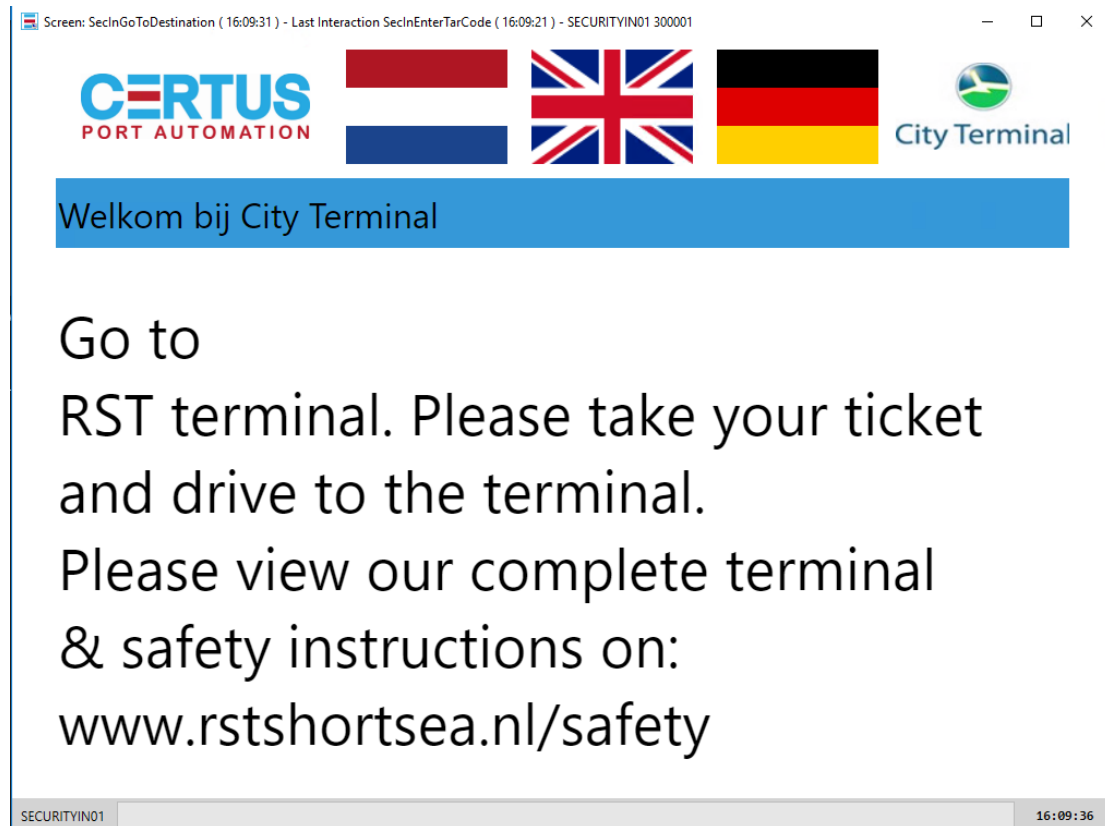 Screen: SecInGoToDestination ( 16:09:31 ) - Last Interaction SecInEnterTarCode ( 16:09:21 ) - SECURITYIN01 300001
CERTUS
PORT AUTOMATION
City Terminal
Welkom bij City Terminal
Go to
RST terminal. Please take your ticket
and drive to the terminal.
Please view our complete terminal
& safety instructions on:
www.rstshortsea.nl/safety
SECURITYIN01
16:09:36